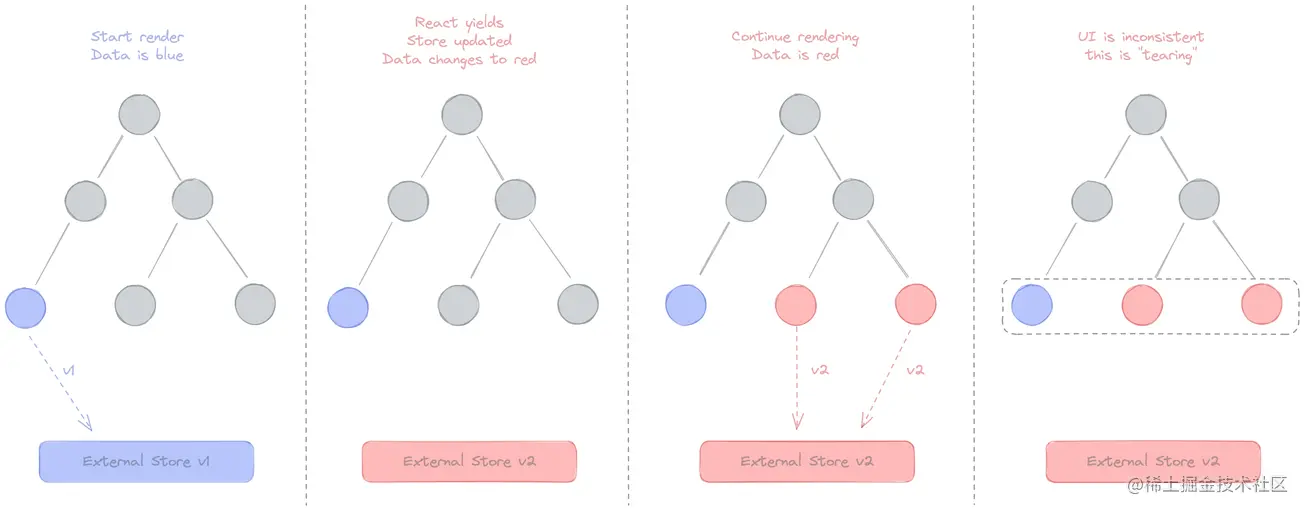 Start render
Data is blue
v1
External Store v1
React yields
Store updated
Data changes to red
External Store v2
Continue rendering
Data is red
v2
v2
External Store v2
UI is inconsistent
this is "tearing"
External Store v2
@稀土掘金技术社区